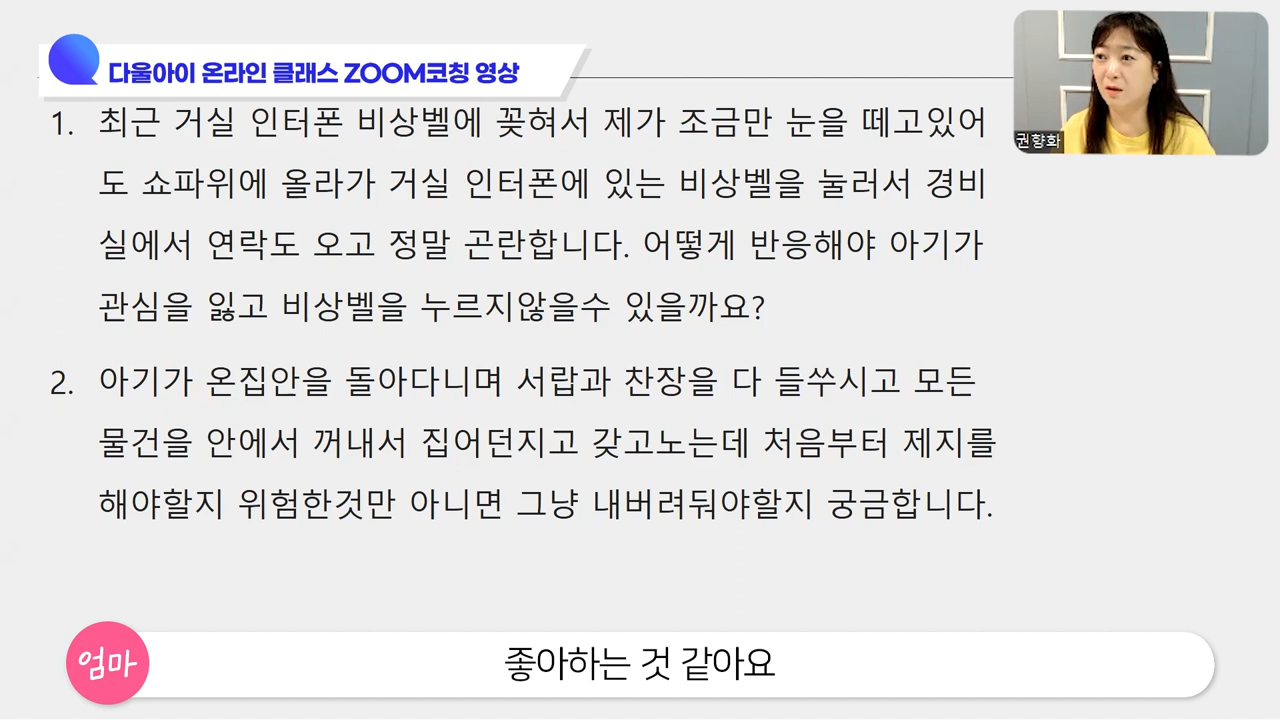 다울아이 온라인 클래스 ZOOM코칭 영상
권향화
1. 최근 거실 인터폰 비상벨에 꽂혀서 제가 조금만 눈을 떼고있어
도 쇼파위에 올라가 거실 인터폰에 있는 비상벨을 눌러서 경비
실에서 연락도 오고 정말 곤란합니다. 어떻게 반응해야 아기가
관심을 잃고 비상벨을 누르지않을수 있을까요?
2. 아기가 온집안을 돌아다니며 서랍과 찬장을 다 들쑤시고 모든
물건을 안에서 꺼내서 집어던지고 갖고노는데 처음부터 제지를
해야할지 위험한것만 아니면 그냥 내버려둬야할지 궁금합니다.
엄마
좋아하는 것 같아요